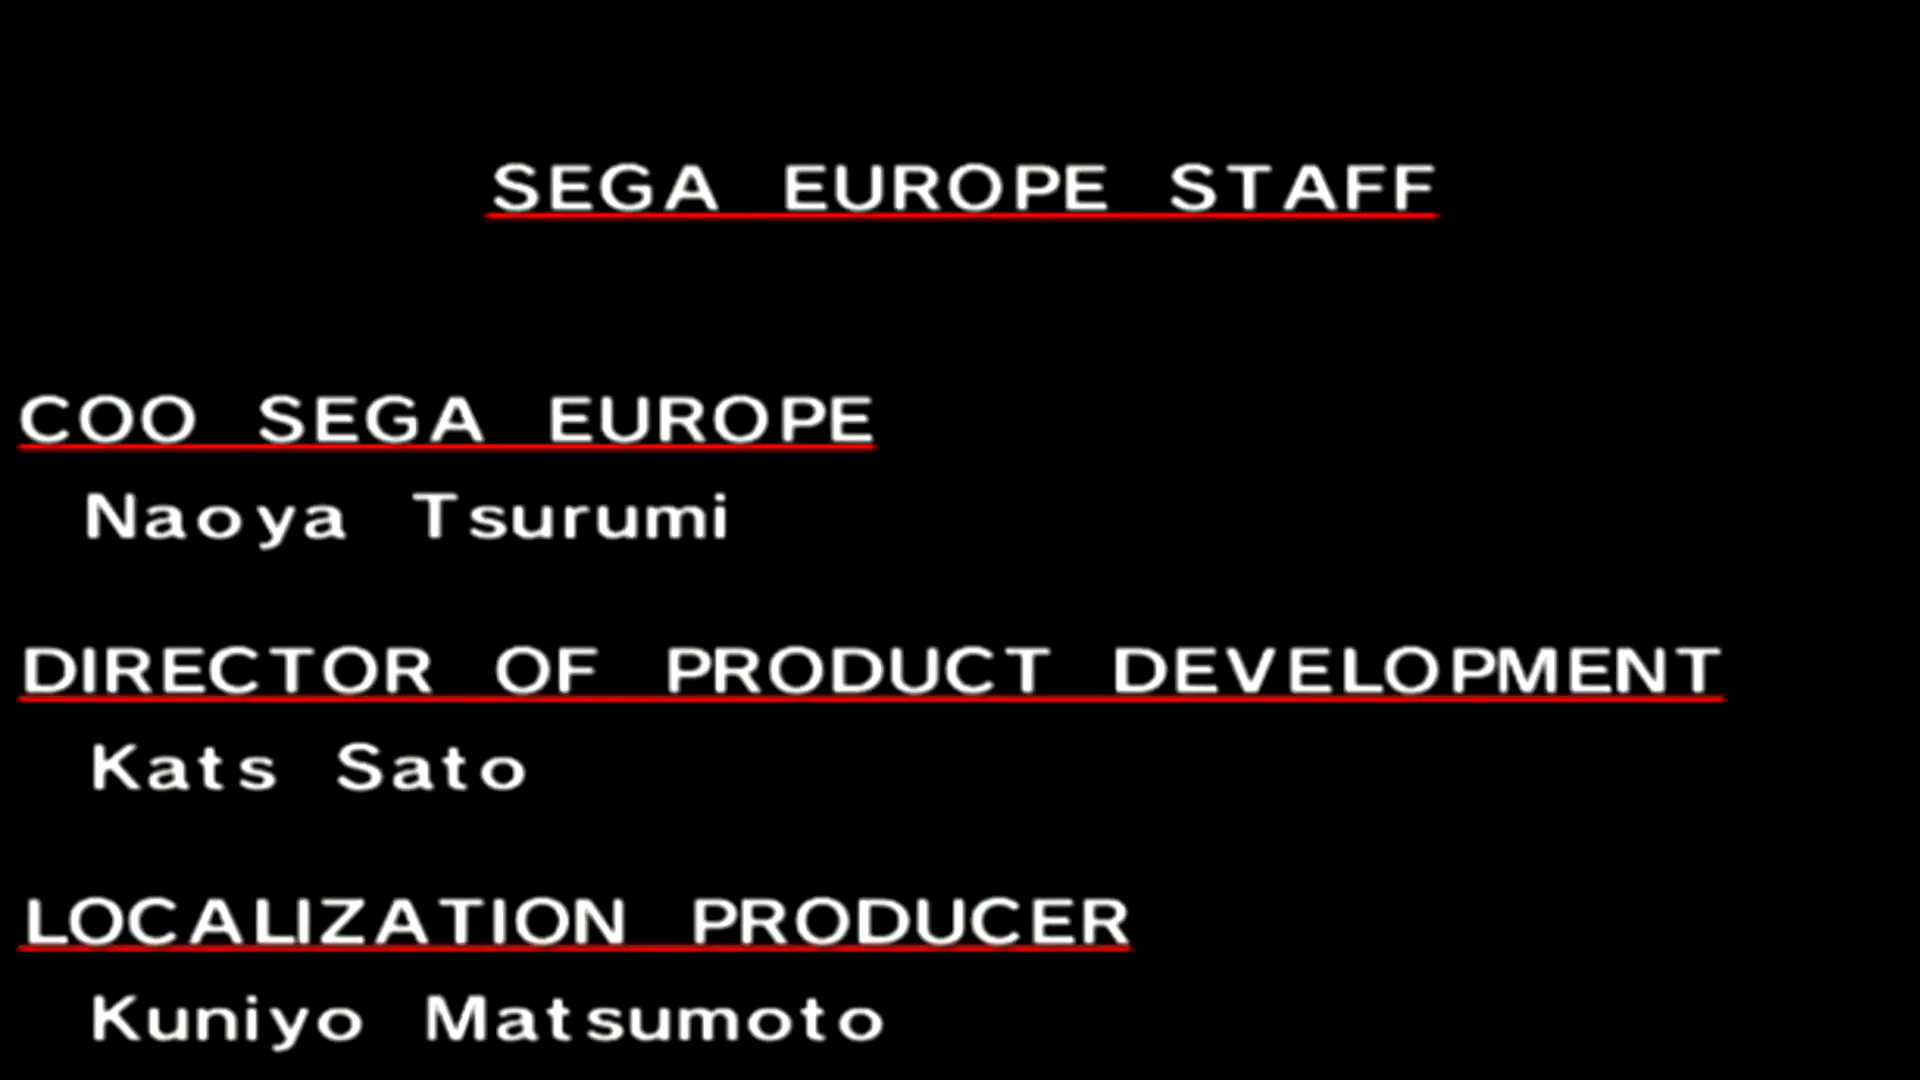 SEGA EUROPE STAFF
COO SEGA EUROPE
Naoya Tsurumi
DIRECTOR OF PRODUCT DEVELOPMENT
Kats Sato
LOCALIZATION PRODUCER
Kuniyo Matsumoto